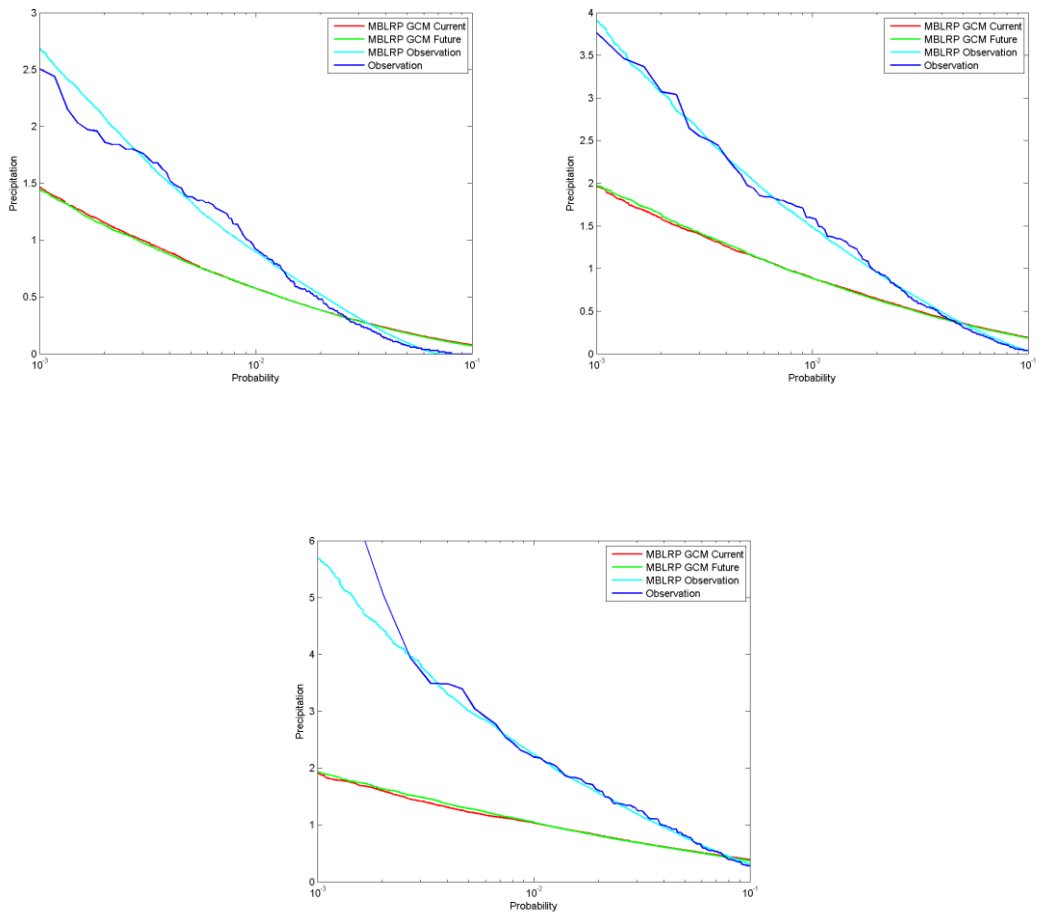 3
2.5
2
1.5
1
0.5
0
10⁻³
10⁻²
10⁻¹
Precipitation
Probability
MBLRP GCM Current
MBLRP GCM Future
MBLRP Observation
Observation
4
3.5
3
2.5
2
1.5
1
0.5
0
10⁻³
10⁻²
10⁻¹
Precipitation
Probability
MBLRP GCM Current
MBLRP GCM Future
MBLRP Observation
Observation
6
5
4
3
2
1
0
10⁻³
10⁻²
10⁻¹
Precipitation
Probability
MBLRP GCM Current
MBLRP GCM Future
MBLRP Observation
Observation